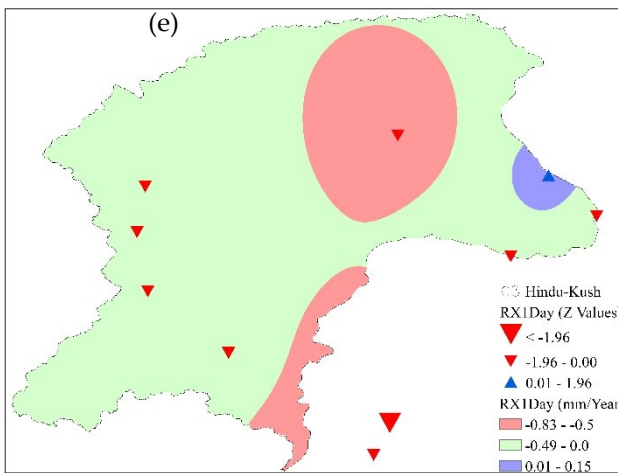 (e)
Hindu-Kush
RX1Day (Z Values)
< -1.96
-1.96 - 0.00
0.01 - 1.96
RX1Day (mm/Year)
-0.83 - -0.5
-0.49 - 0.0
0.01 - 0.15